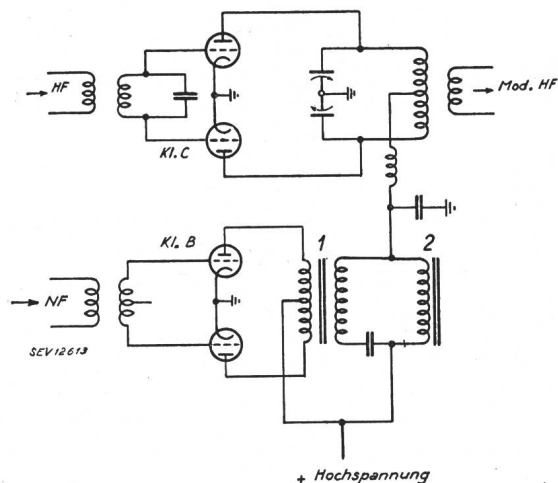 HF
Mod. HF
Kl. C
Kl. B
1
2
NF
SEV12613
+ Hochspannung